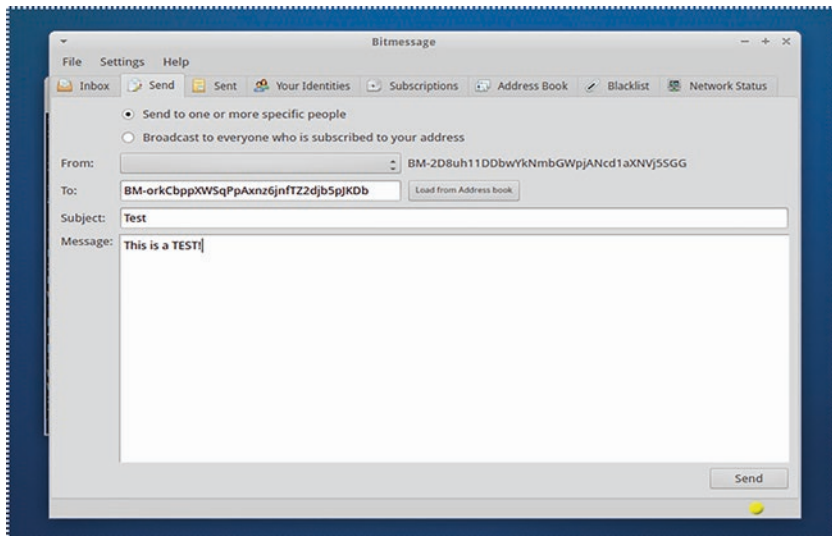 Bitmessage
File Settings Help
Inbox Send Sent Your Identities Subscriptions Address Book Blacklist Network Status
Send to one or more specific people
Broadcast to everyone who is subscribed to your address
From: BM-2D8uh11DDbwYkNmbGWpjANcd1aXNVj5SGG
To: BM-orkCbppXWSqPpAxnz6jnfTZ2djb5pJKDb Load from Address book
Subject: Test
Message: This is a TEST!
Send